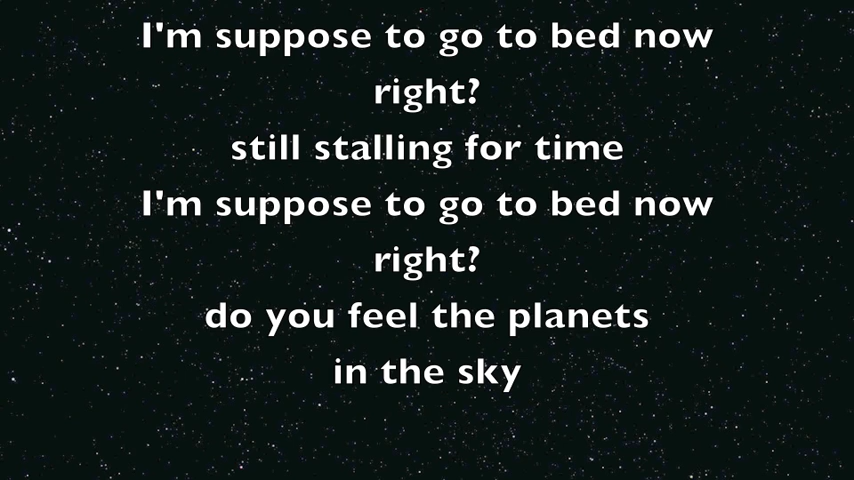 I'm suppose to go to bed now
right?
still stalling for time
I'm suppose to go to bed now
right?
do you feel the planets
in the sky